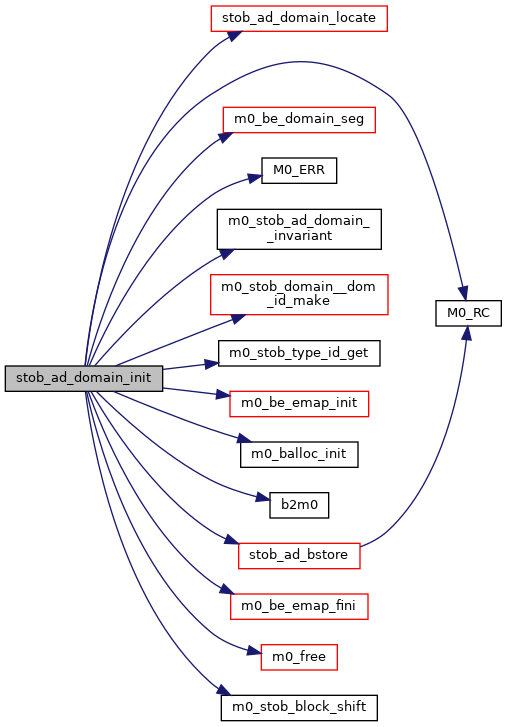 stob_ad_domain_locate
m0_be_domain_seg
M0_ERR
m0_stob_ad_domain_
_invariant
m0_stob_domain__dom
_id_make
M0_RC
m0_stob_type_id_get
stob_ad_domain_init
m0_be_emap_init
m0_balloc_init
b2m0
stob_ad_bstore
m0_be_emap_fini
m0_free
m0_stob_block_shift